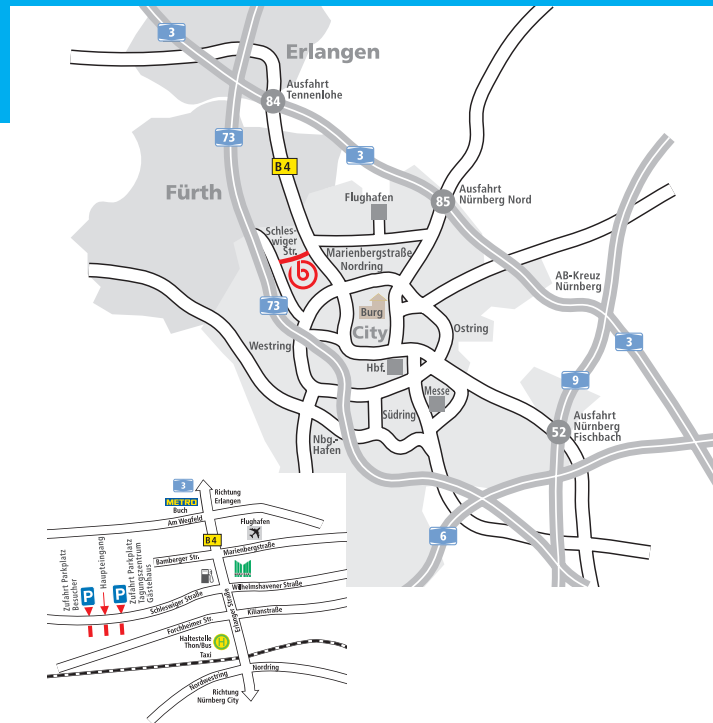 3
Erlangen
Ausfahrt
Tennenlohe
84
73
3
B 4
Fürth
Flughafen
85
Ausfahrt
Nürnberg Nord
Schles-
wiger
Str.
Marienbergstraße
Nordring
AB-Kreuz
Nürnberg
73
Burg
City
Ostring
3
Westring
Hbf.
9
Messe
Südring
Ausfahrt
Nürnberg
Fischbach
52
Nbg.-
Hafen
6
3
Richtung
Erlangen
METRO
Buch
Am Wegfeld
Flughafen
B 4
Marienbergstraße
Bamberger Str.
Zufahrt Parkplatz
Besucher
Haupteingang
Zufahrt Parkplatz
Tagungszentrum
Gästehaus
P
P
Wilhelmshavener Straße
Schleswiger Straße
Erlanger Straße
Kilianstraße
Forchheimer Str.
Haltestelle
Thon/Bus
H
Taxi
Nordwestring
Nordring
Richtung
Nürnberg City